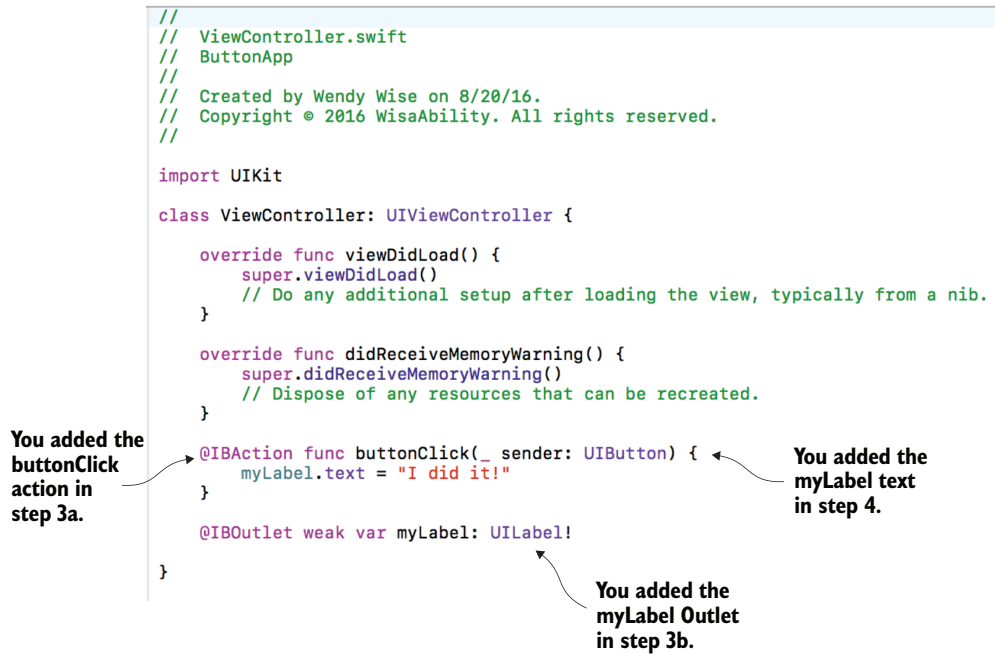 //
//  ViewController.swift
//  ButtonApp
//
//  Created by Wendy Wise on 8/20/16.
//  Copyright © 2016 WisaAbility. All rights reserved.
//
import UIKit
class ViewController: UIViewController {
    override func viewDidLoad() {
        super.viewDidLoad()
        // Do any additional setup after loading the view, typically from a nib.
    }
    override func didReceiveMemoryWarning() {
        super.didReceiveMemoryWarning()
        // Dispose of any resources that can be recreated.
    }
    @IBAction func buttonClick(_ sender: UIButton) {
        myLabel.text = "I did it!"
    }
    @IBOutlet weak var myLabel: UILabel!
}
You added the
buttonClick
action in
step 3a.
You added the
myLabel text
in step 4.
You added the
myLabel Outlet
in step 3b.